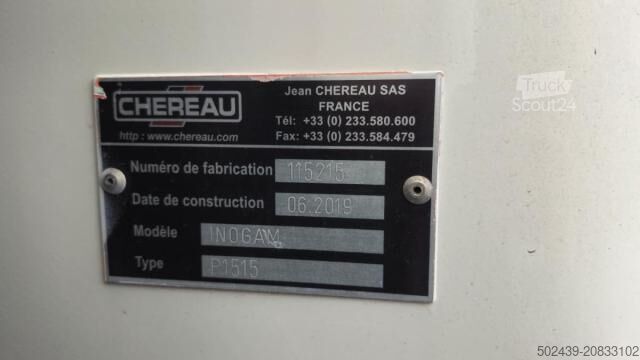 CHEREAU
http : www.chereau.com
Jean CHEREAU SAS
FRANCE
Tél: +33 (0) 233.580.600
Fax: +33 (0) 233.584.479
Numéro de fabrication 115215
Date de construction 06.2019
Modèle INOGAM
Type P1515
Truck
Scout24
502439-20833102